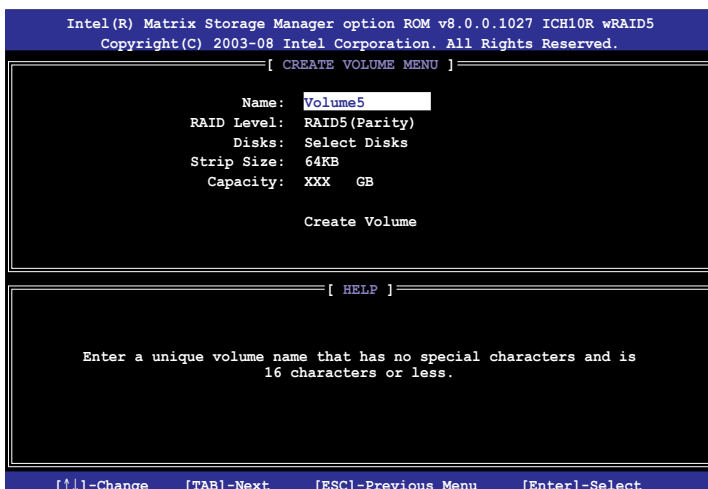 Intel(R) Matrix Storage Manager option ROM v8.0.0.1027 ICH10R wRAID5
Copyright(C) 2003-08 Intel Corporation. All Rights Reserved.
[ CREATE VOLUME MENU ]
Name: Volume5
RAID Level: RAID5(Parity)
Disks: Select Disks
Strip Size: 64KB
Capacity: XXX GB
Create Volume
[ HELP ]
Enter a unique volume name that has no special characters and is
16 characters or less.
[↑↓]-Change [TAB]-Next [ESC]-Previous Menu [Enter]-Select